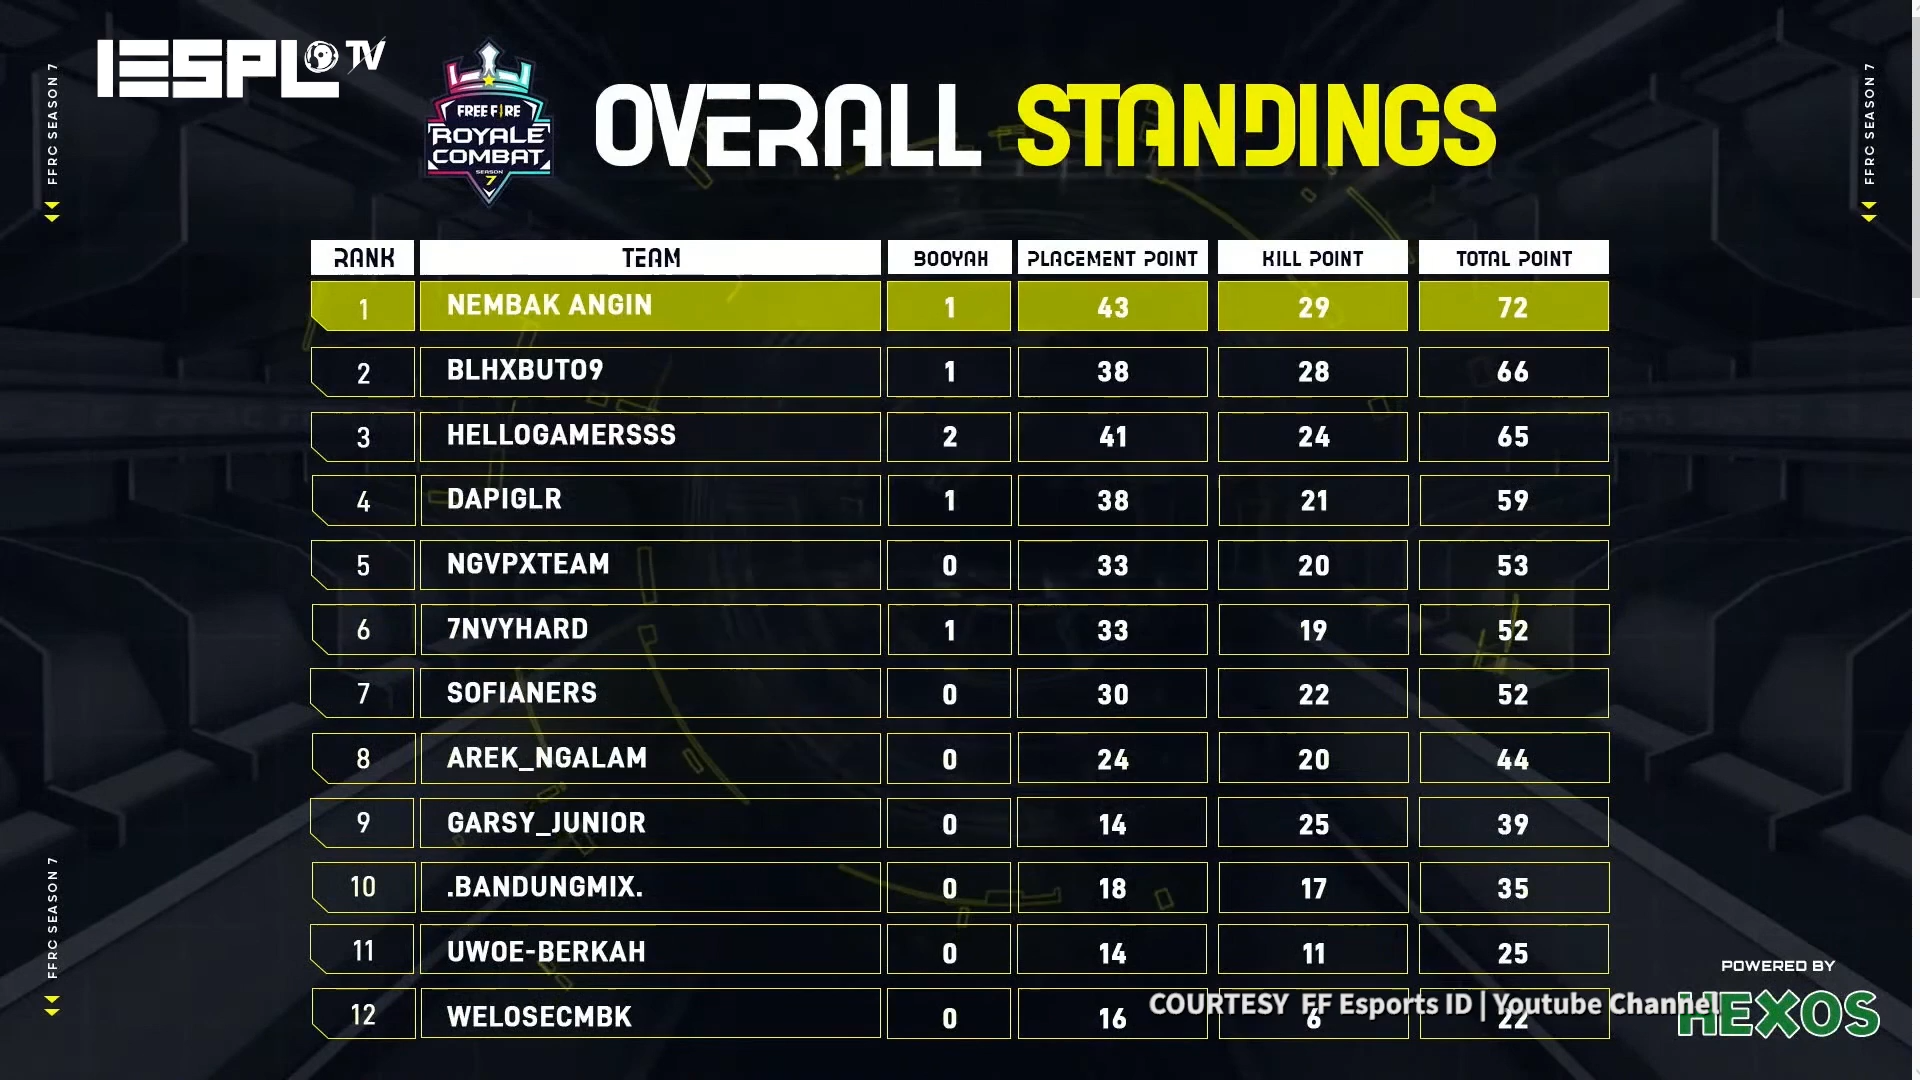 IESPL TV
FREE FIRE
ROYALE
COMBAT
SEASON
7
OVERALL STANDINGS
FFRC SEASON 7
FFRC SEASON 7
RANK TEAM BOOYAH PLACEMENT POINT KILL POINT TOTAL POINT
1 NEMBAK ANGIN 1 43 29 72
2 BLHXBUTO9 1 38 28 66
3 HELLOGAMERSSS 2 41 24 65
4 DAPIGLR 1 38 21 59
5 NGVPXTEAM 0 33 20 53
6 7NVYHARD 1 33 19 52
7 SOFIANERS 0 30 22 52
8 AREK_NGALAM 0 24 20 44
9 GARSY_JUNIOR 0 14 25 39
10 .BANDUNGMIX. 0 18 17 35
11 UWOE-BERKAH 0 14 11 25
12 WELOSECMBK 0 16 6 22
FFRC SEASON 7
COURTESY FF Esports ID | Youtube Channel
POWERED BY
HEXOS